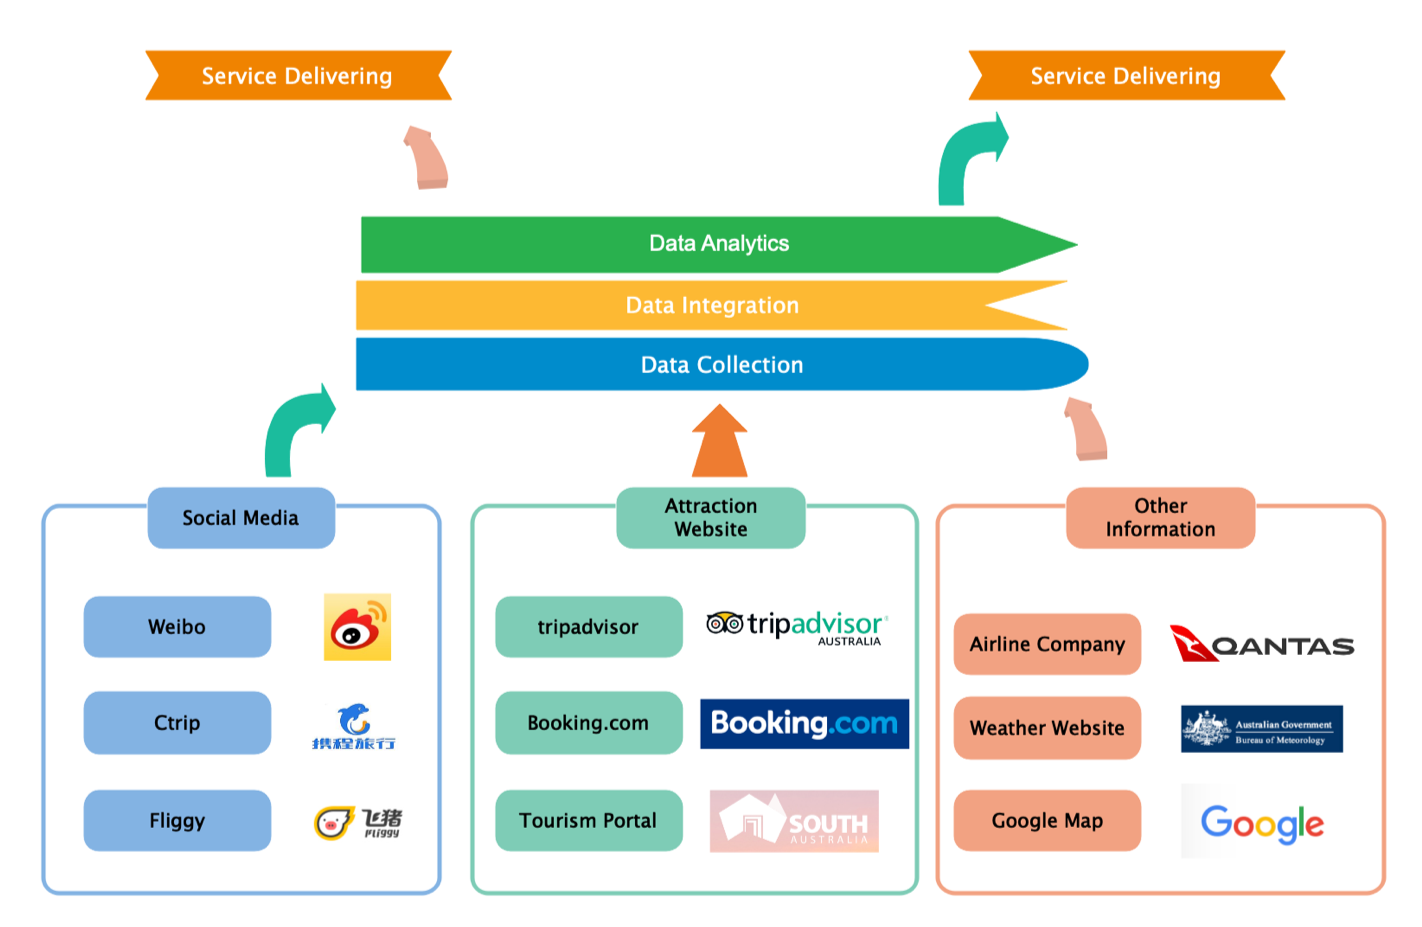 Service Delivering
Service Delivering
Data Analytics
Data Integration
Data Collection
Social Media
Weibo
Ctrip
携程旅行
Fliggy
飞猪
Fliggy
Attraction
Website
tripadvisor
tripadvisor
AUSTRALIA
Booking.com
Booking.com
Tourism Portal
SOUTH
AUSTRALIA
Other
Information
Airline Company
QANTAS
Weather Website
Australian Government
Bureau of Meteorology
Google Map
Google